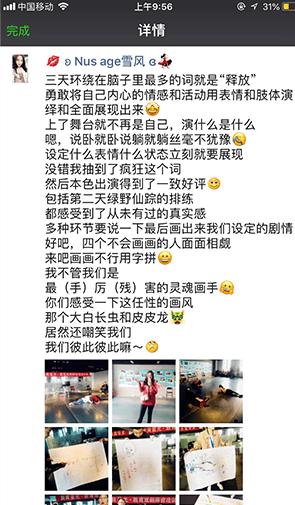 中国移动 上午9:56 31%
完成 详情
💋 ʚ Nus age雪风 ɞ💃
三天环绕在脑子里最多的词就是“释放”
勇敢将自己内心的情感和活动用表情和肢体演
绎和全面展现出来🤩
上了舞台就不再是自己，演什么是什么
嗯，说卧就卧说躺就躺丝毫不犹豫
设定什么表情什么状态立刻就要展现
没错我抽到了疯狂这个词
然后本色出演得到了一致好评
包括第二天绿野仙踪的排练
都感受到了从未有过的真实感
多种环节要说一下最后画出来我们设定的剧情
好吧，四个不会画画的人面面相觑
来吧画画不行用字拼😄
我不管我们是
最（手）厉（残）害的灵魂画手🤗
你们感受一下这任性的画风
那个大白长虫和皮皮龙🐲
居然还嘲笑我们
我们彼此彼此嘛～